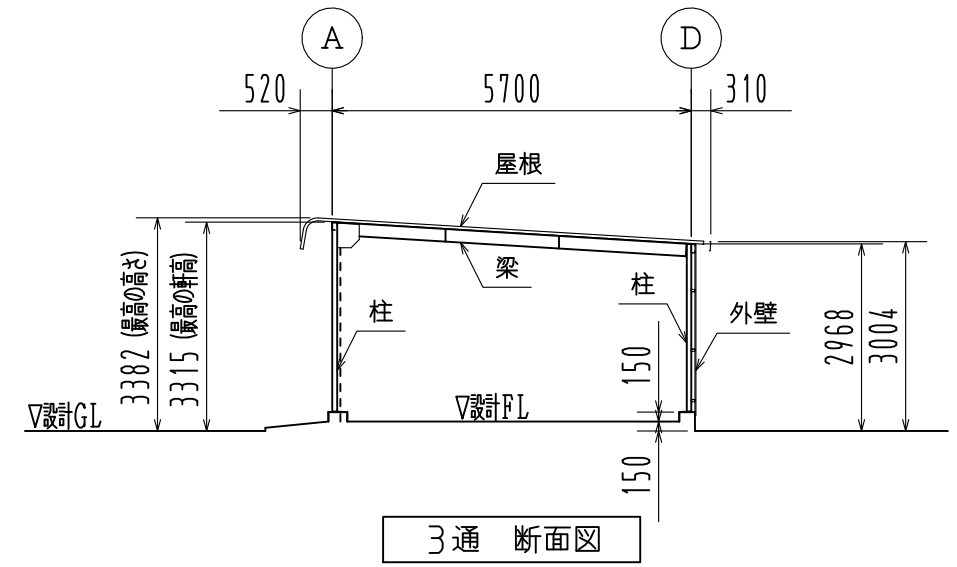 A
D
520
5700
310
屋根
梁
柱
柱
外壁
3382 (最高の高さ)
3315 (最高の軒高)
150
2968
3004
▽設計GL
▽設計FL
150
3通 断面図